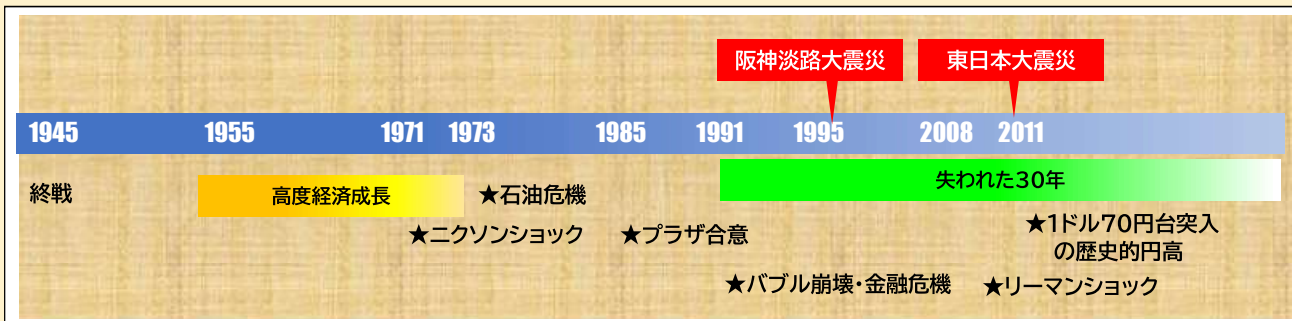 阪神淡路大震災
東日本大震災
1945 1955 1971 1973 1985 1991 1995 2008 2011
終戦
高度経済成長
失われた30年
★石油危機
★ニクソンショック
★プラザ合意
★1ドル70円台突入
の歴史的円高
★バブル崩壊・金融危機
★リーマンショック